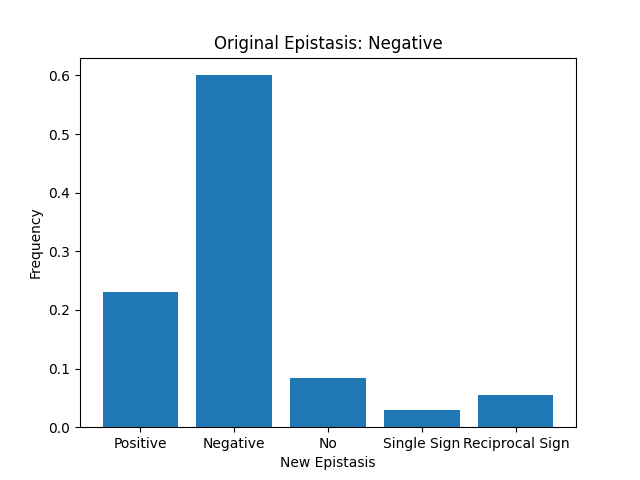 Original Epistasis: Negative
Frequency
0.6
0.5
0.4
0.3
0.2
0.1
0.0
Positive Negative No Single Sign Reciprocal Sign
New Epistasis